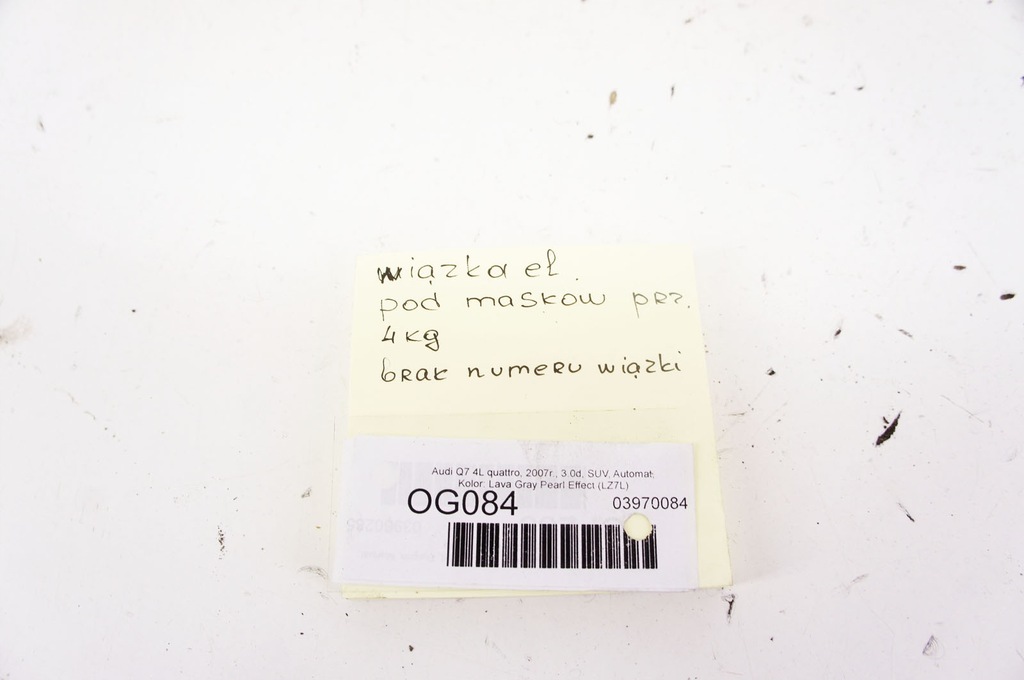 wiązka eł.
pod maskow prz.
4kg
brak numeru wiązki
Audi Q7 4L quattro, 2007r., 3.0d, SUV, Automat,
Kolor: Lava Gray Pearl Effect (LZ7L)
OG084 03970084